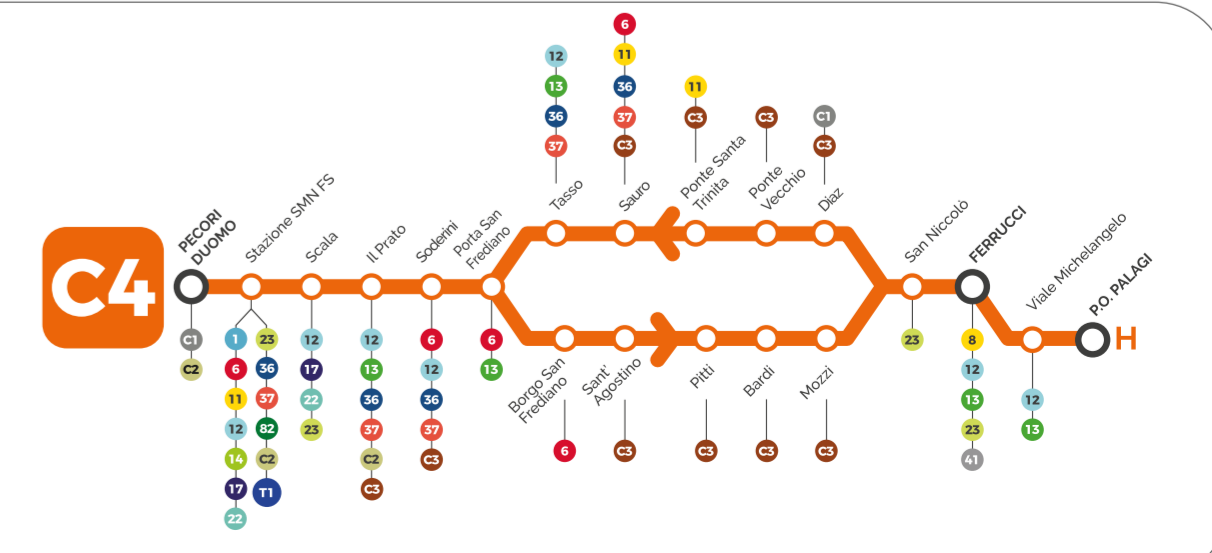 C4
PECORI
DUOMO
C1
C2
Stazione SMN FS
1
6
11
12
14
17
22
23
36
37
82
C2
T1
Scala
12
17
22
23
Il Prato
12
13
36
37
C2
C3
Soderini
6
12
36
37
C3
Porta San
Frediano
6
13
Tasso
12
13
36
37
Sauro
6
11
36
37
C3
Ponte Santa
Trinita
11
C3
Ponte
Vecchio
C3
Diaz
C1
C3
Borgo San
Frediano
6
Sant'
Agostino
C3
Pitti
C3
Bardi
C3
Mozzi
C3
San Niccolò
23
FERRUCCI
8
12
13
23
41
Viale Michelangelo
12
13
P.O. PALAGI
H